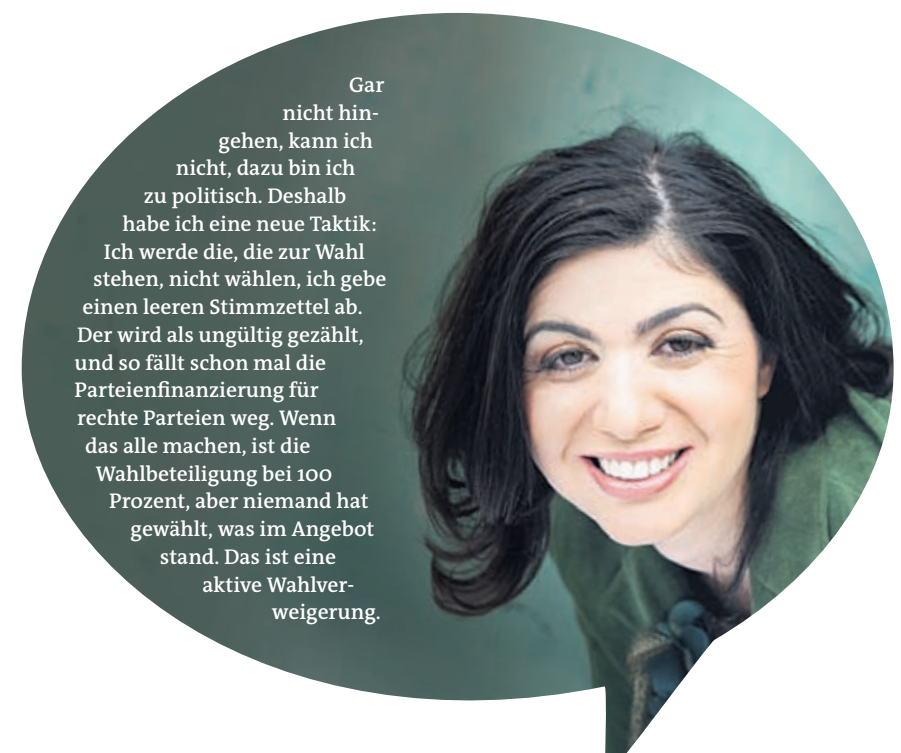 Gar
nicht hin-
gehen, kann ich
nicht, dazu bin ich
zu politisch. Deshalb
habe ich eine neue Taktik:
Ich werde die, die zur Wahl
stehen, nicht wählen, ich gebe
einen leeren Stimmzettel ab.
Der wird als ungültig gezählt,
und so fällt schon mal die
Parteienfinanzierung für
rechte Parteien weg. Wenn
das alle machen, ist die
Wahlbeteiligung bei 100
Prozent, aber niemand hat
gewählt, was im Angebot
stand. Das ist eine
aktive Wahlver-
weigerung.